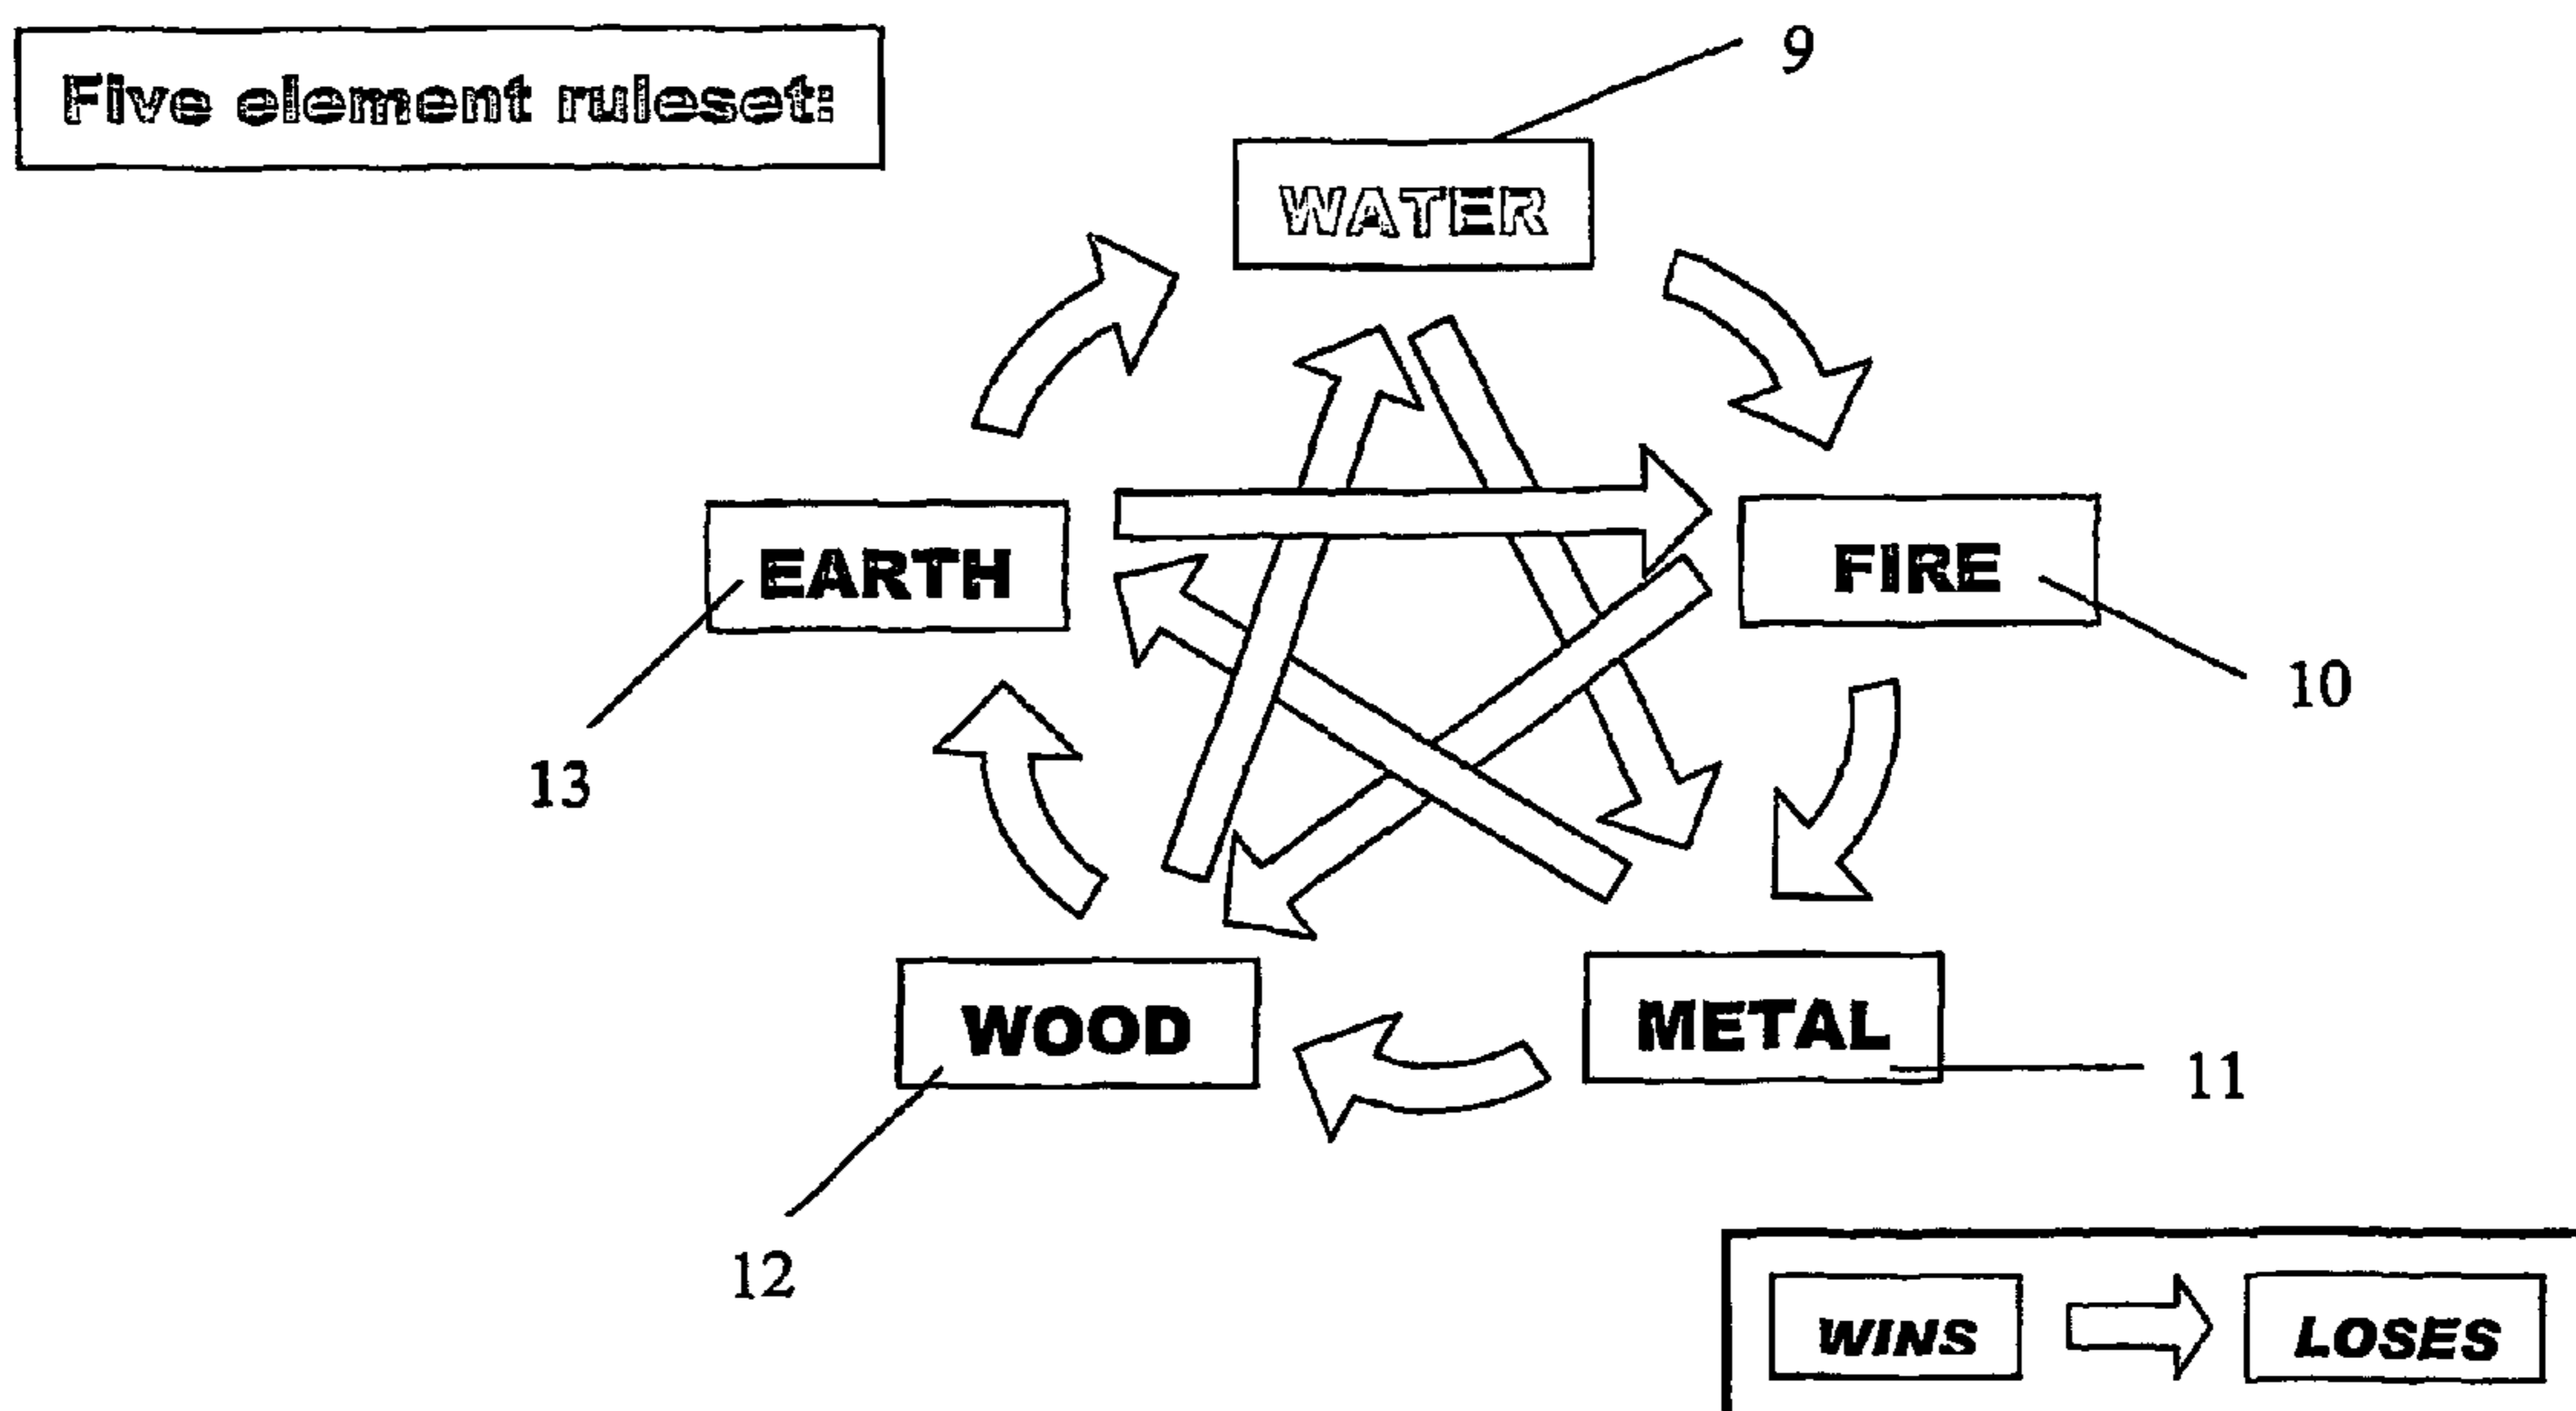 Five element ruleset:
9
WATER
EARTH
FIRE
10
13
WOOD
METAL
11
12
WINS
LOSES